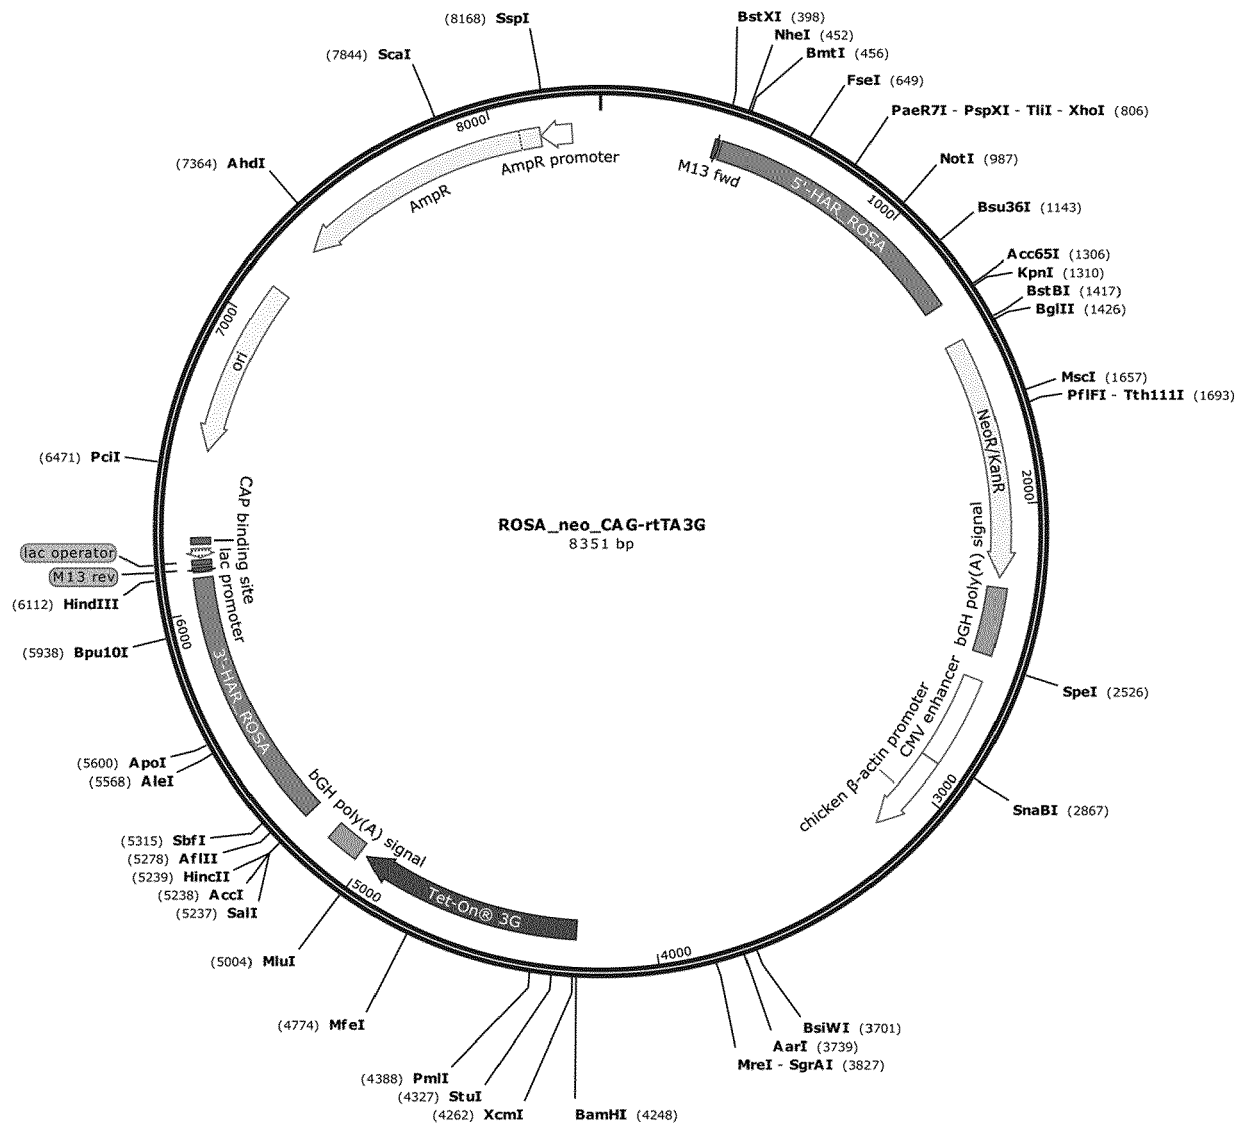 (8168) SspI
(7844) ScaI
(7364) AhdI
BstXI (398)
NheI (452)
BmtI (456)
FseI (649)
PaeR7I - PspXI - TliI - XhoI (806)
NotI (987)
Bsu36I (1143)
Acc65I (1306)
KpnI (1310)
BstBI (1417)
BglII (1426)
MscI (1657)
PflFI - Tth111I (1693)
SpeI (2526)
SnaBI (2867)
BsiWI (3701)
AarI (3739)
MreI - SgrAI (3827)
BamHI (4248)
(4262) XcmI
(4327) StuI
(4388) PmlI
(4774) MfeI
(5004) MluI
(5237) SalI
(5238) AccI
(5239) HincII
(5278) AflII
(5315) SbfI
(5568) AleI
(5600) ApoI
(5938) Bpu10I
(6112) HindIII
M13 rev
lac operator
(6471) PciI
8000
1000
2000
3000
4000
5000
6000
7000
AmpR promoter
AmpR
ori
M13 fwd
5'-HAR_ROSA
NeoR/KanR
bGH poly(A) signal
CMV enhancer
chicken β-actin promoter
Tet-On® 3G
bGH poly(A) signal
3'-HAR_ROSA
lac promoter
CAP binding site
ROSA_neo_CAG-rtTA3G
8351 bp